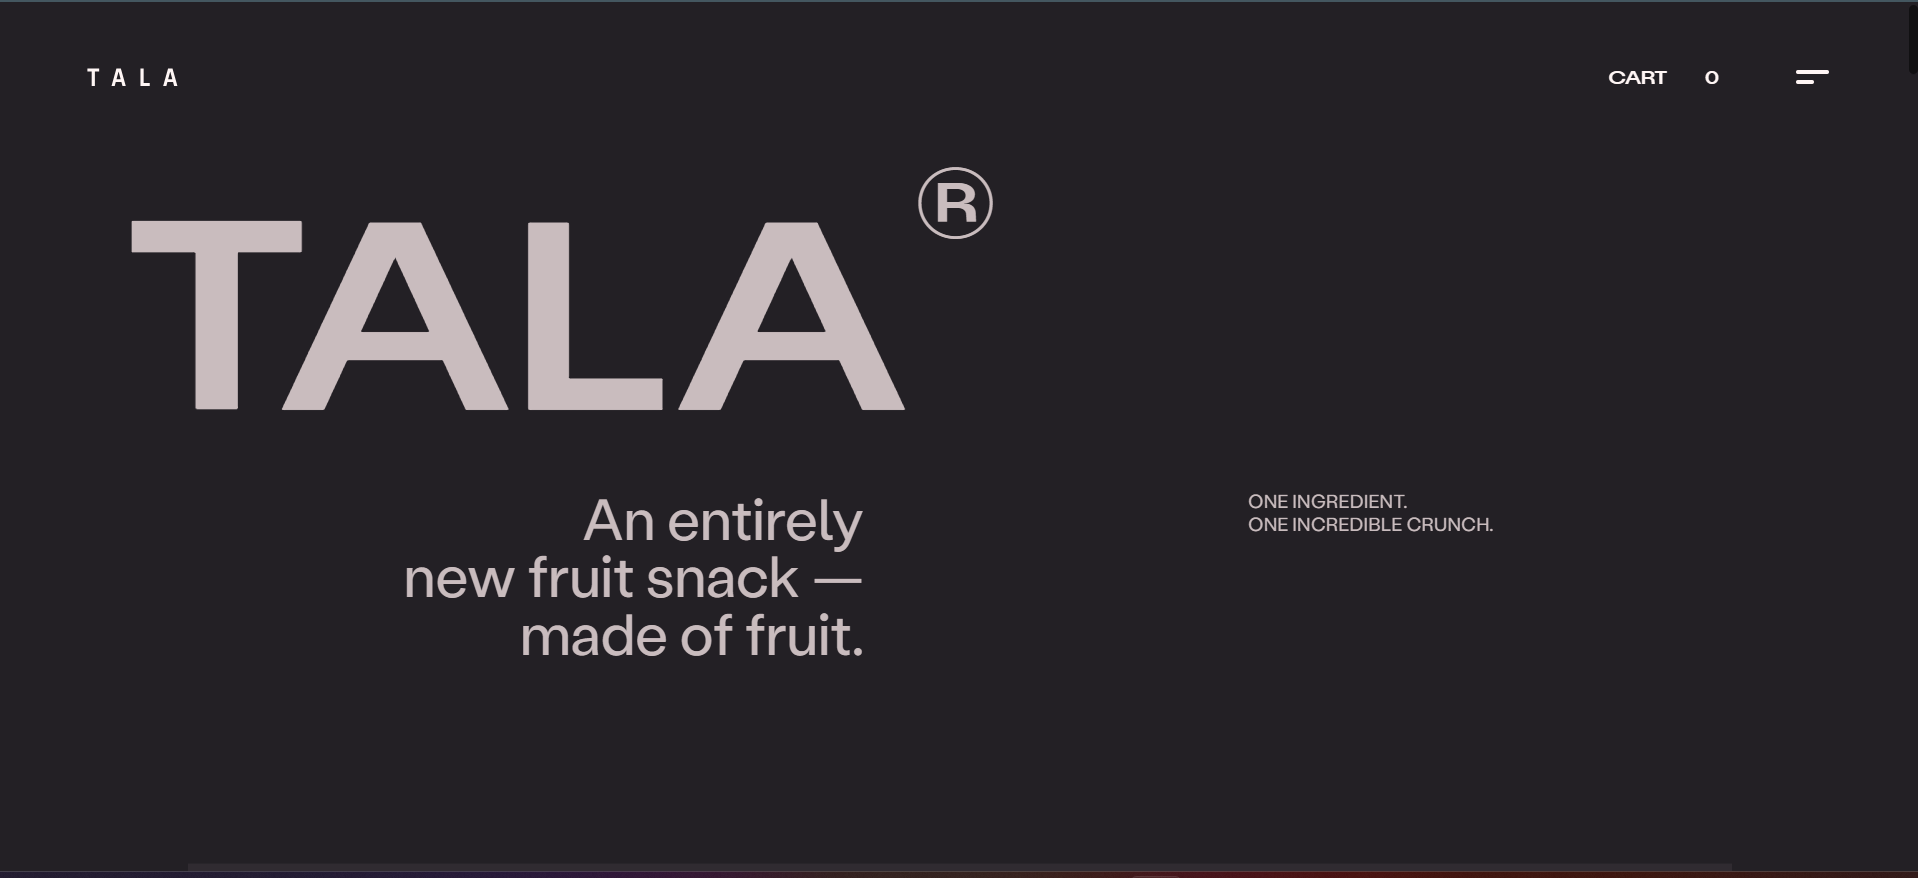 TALA
CART 0
TALA®
An entirely
new fruit snack —
made of fruit.
ONE INGREDIENT.
ONE INCREDIBLE CRUNCH.